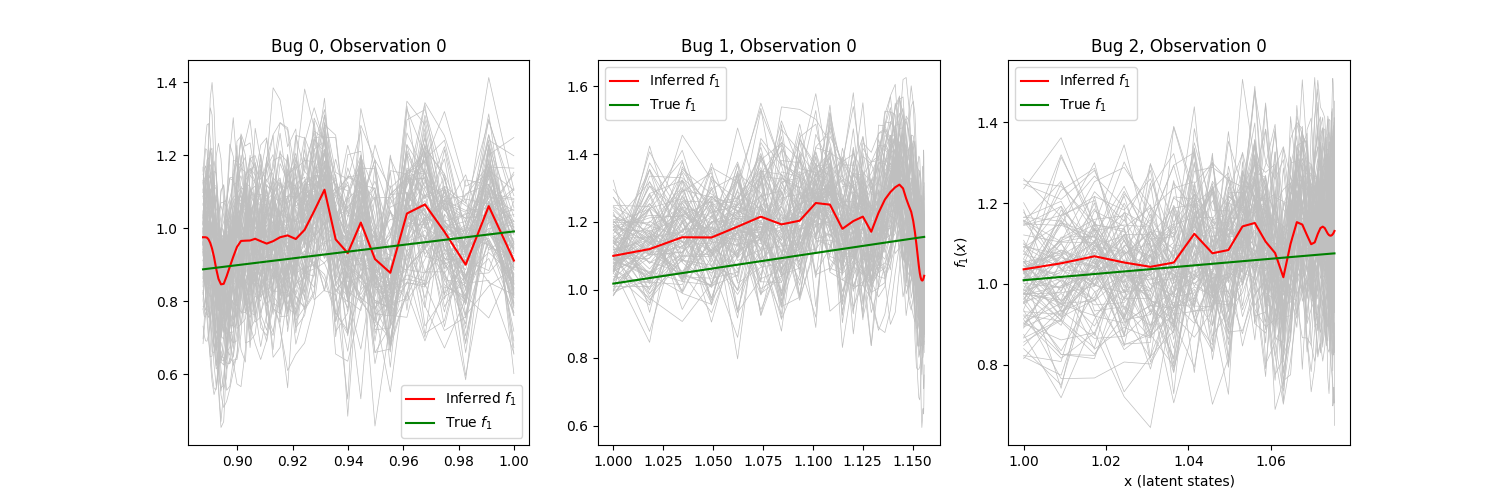 Bug 0, Observation 0
1.4
1.2
1.0
0.8
0.6
Inferred f₁
True f₁
0.90 0.92 0.94 0.96 0.98 1.00
Bug 1, Observation 0
Inferred f₁
True f₁
1.6
1.4
1.2
1.0
0.8
0.6
1.000 1.025 1.050 1.075 1.100 1.125 1.150
Bug 2, Observation 0
Inferred f₁
True f₁
f₁(x)
1.4
1.2
1.0
0.8
1.00 1.02 1.04 1.06
x (latent states)